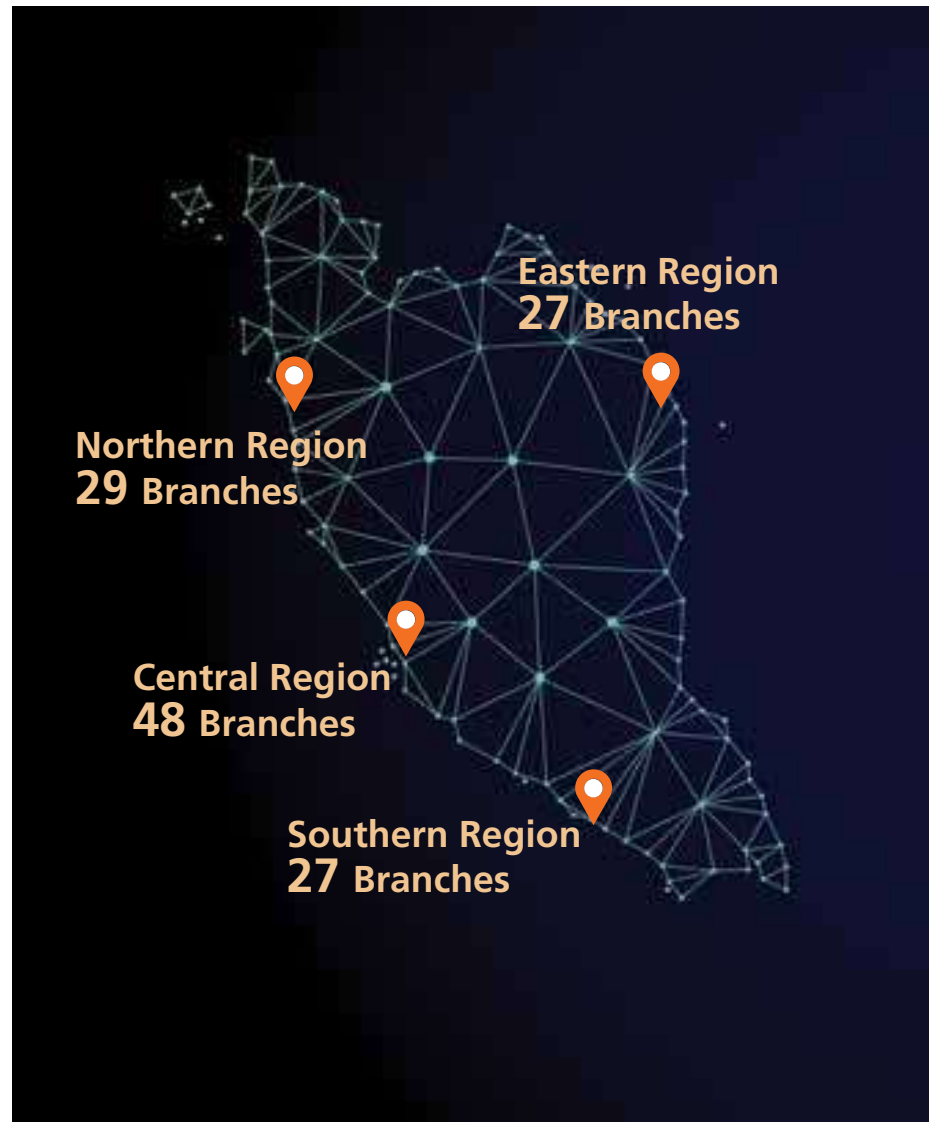 Eastern Region
27 Branches
Northern Region
29 Branches
Central Region
48 Branches
Southern Region
27 Branches